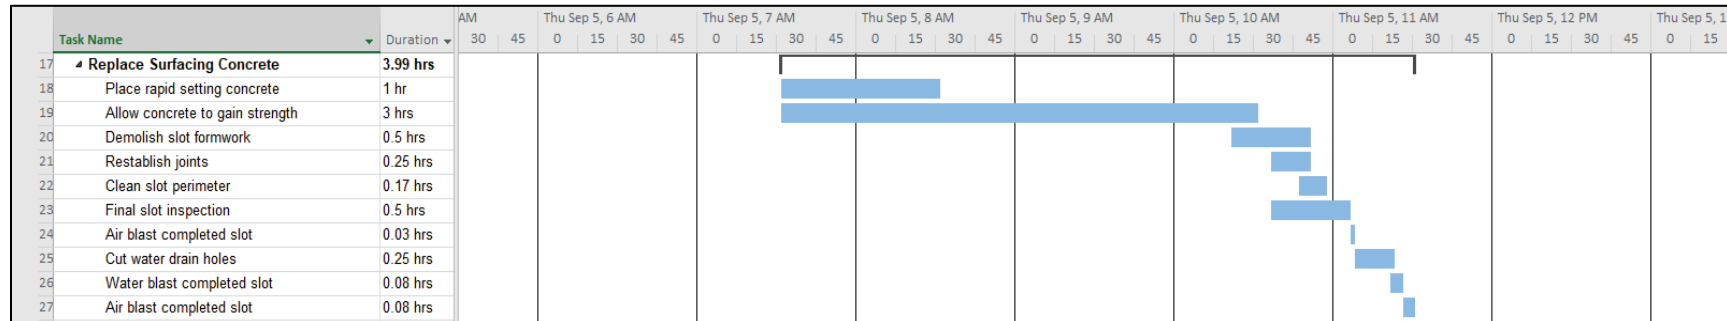 AM Thu Sep 5, 6 AM Thu Sep 5, 7 AM Thu Sep 5, 8 AM Thu Sep 5, 9 AM Thu Sep 5, 10 AM Thu Sep 5, 11 AM Thu Sep 5, 12 PM Thu Sep 5, 1
Task Name Duration 30 45 0 15 30 45 0 15 30 45 0 15 30 45 0 15 30 45 0 15 30 45 0 15 30 45 0 15 30 45 0 15
17 Replace Surfacing Concrete 3.99 hrs
18 Place rapid setting concrete 1 hr
19 Allow concrete to gain strength 3 hrs
20 Demolish slot formwork 0.5 hrs
21 Restablish joints 0.25 hrs
22 Clean slot perimeter 0.17 hrs
23 Final slot inspection 0.5 hrs
24 Air blast completed slot 0.03 hrs
25 Cut water drain holes 0.25 hrs
26 Water blast completed slot 0.08 hrs
27 Air blast completed slot 0.08 hrs